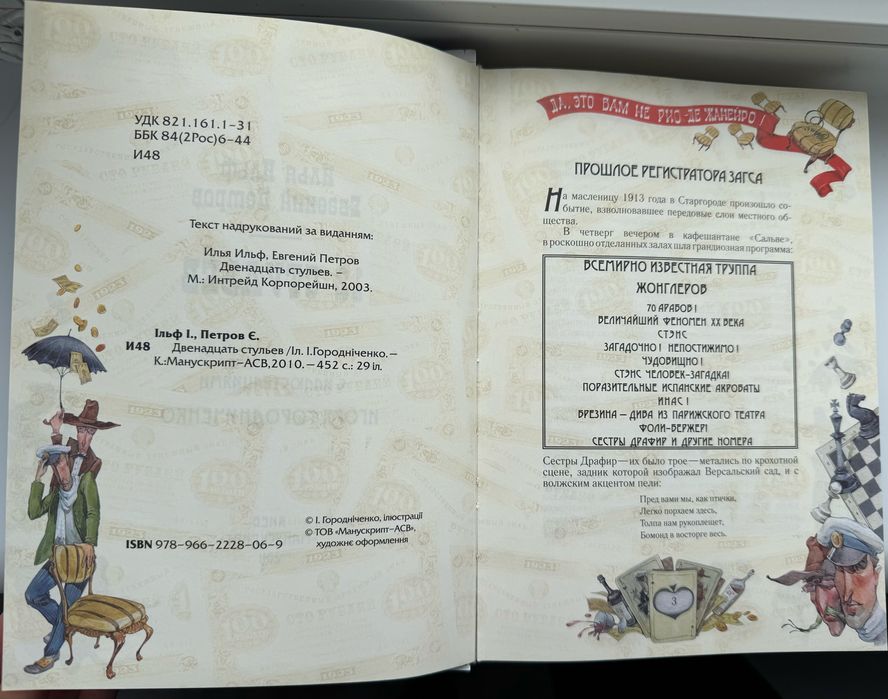 УДК 821.161.1-31
ББК 84(2Рос)6-44
И48
Текст надрукований за виданням:
Илья Ильф, Евгений Петров
Двенадцать стульев. –
М.: Интрейд Корпорейшн, 2003.
Ільф І., Петров Є.
И48 Двенадцать стульев /Іл. І.Городніченко.–
К.:Манускрипт–АСВ,2010.–452 с.: 29 іл.
© І. Городніченко, ілюстрації
© ТОВ «Манускрипт–АСВ»,
художнє оформлення
ISBN 978–966–2228–06–9
ДА, ЭТО ВАМ НЕ РИО-ДЕ ЖАНЕЙРО!
ПРОШЛОЕ РЕГИСТРАТОРА ЗАГСА
На масленицу 1913 года в Старгороде произошло со-
бытие, взволновавшее передовые слои местного об-
щества.
В четверг вечером в кафешантане «Сальве»,
в роскошно отделанных залах шла грандиозная программа:
ВСЕМИРНО ИЗВЕСТНАЯ ТРУППА
ЖОНГЛЕРОВ
70 АРАБОВ!
ВЕЛИЧАЙШИЙ ФЕНОМЕН XX ВЕКА
СТЭНС
ЗАГАДОЧНО! НЕПОСТИЖИМО!
ЧУДОВИЩНО!
СТЭНС ЧЕЛОВЕК-ЗАГАДКА!
ПОРАЗИТЕЛЬНЫЕ ИСПАНСКИЕ АКРОБАТЫ
ИНАС!
БРЕЗИНА – ДИВА ИЗ ПАРИЖСКОГО ТЕАТРА
ФОЛИ-БЕРЖЕР!
СЕСТРЫ ДРАФИР И ДРУГИЕ НОМЕРА
Сестры Драфир—их было трое—метались по крохотной
сцене, задник которой изображал Версальский сад, и с
волжским акцентом пели:
Пред вами мы, как птички,
Легко порхаем здесь,
Толпа нам рукоплещет,
Бомонд в восторге весь.
3